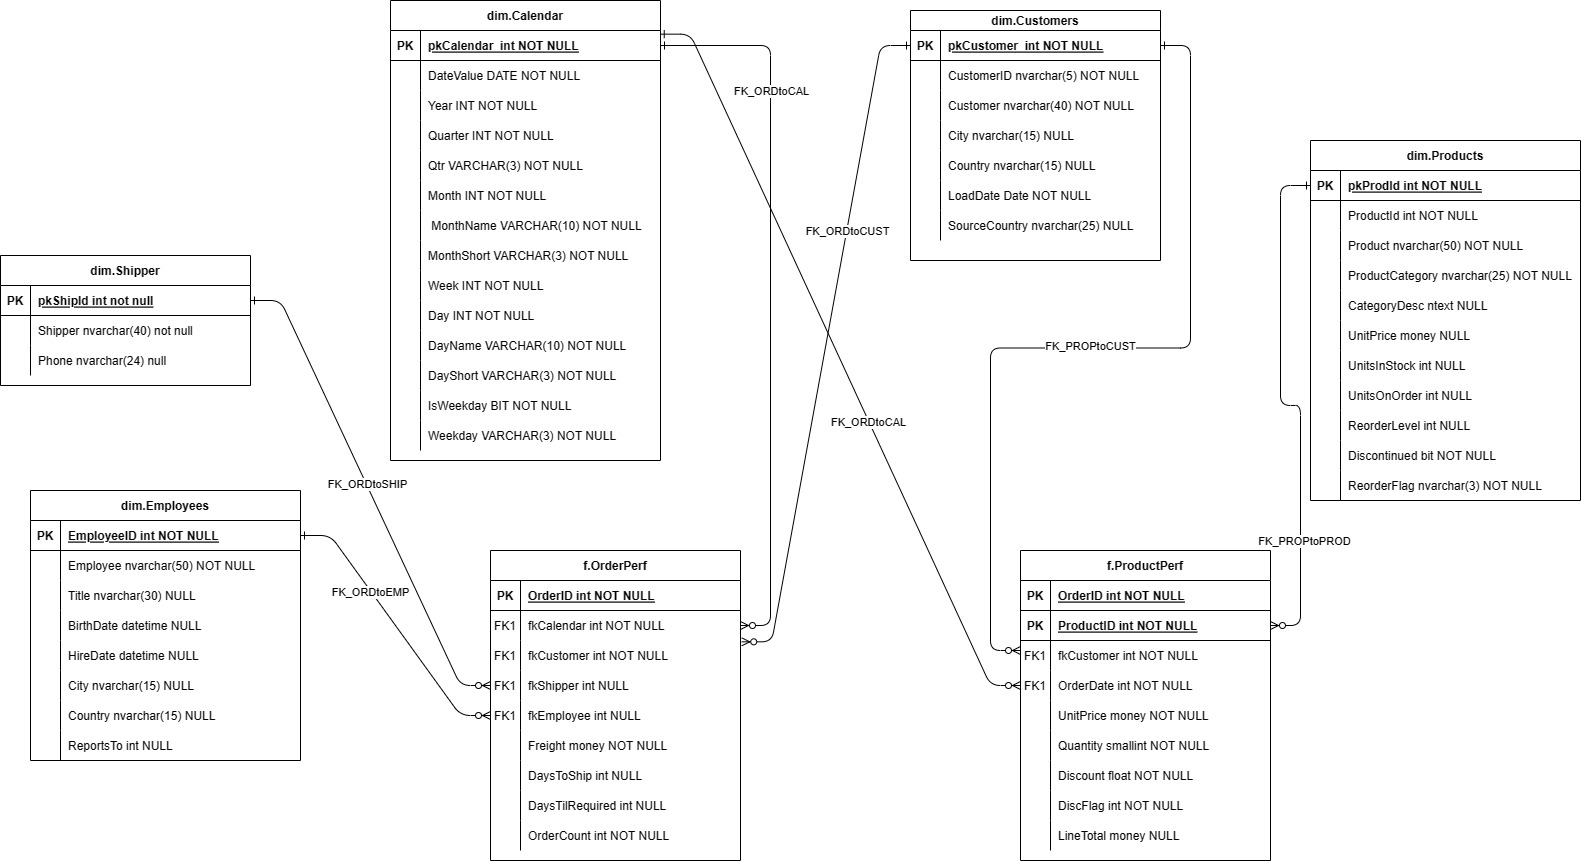 dim.Calendar
PK pkCalendar int NOT NULL
DateValue DATE NOT NULL
Year INT NOT NULL
Quarter INT NOT NULL
Qtr VARCHAR(3) NOT NULL
Month INT NOT NULL
MonthName VARCHAR(10) NOT NULL
MonthShort VARCHAR(3) NOT NULL
Week INT NOT NULL
Day INT NOT NULL
DayName VARCHAR(10) NOT NULL
DayShort VARCHAR(3) NOT NULL
IsWeekday BIT NOT NULL
Weekday VARCHAR(3) NOT NULL
dim.Customers
PK pkCustomer int NOT NULL
CustomerID nvarchar(5) NOT NULL
Customer nvarchar(40) NOT NULL
City nvarchar(15) NULL
Country nvarchar(15) NULL
LoadDate Date NOT NULL
SourceCountry nvarchar(25) NULL
dim.Products
PK pkProdId int NOT NULL
ProductId int NOT NULL
Product nvarchar(50) NOT NULL
ProductCategory nvarchar(25) NOT NULL
CategoryDesc ntext NULL
UnitPrice money NULL
UnitsInStock int NULL
UnitsOnOrder int NULL
ReorderLevel int NULL
Discontinued bit NOT NULL
ReorderFlag nvarchar(3) NOT NULL
dim.Shipper
PK pkShipId int not null
Shipper nvarchar(40) not null
Phone nvarchar(24) null
dim.Employees
PK EmployeeID int NOT NULL
Employee nvarchar(50) NOT NULL
Title nvarchar(30) NULL
BirthDate datetime NULL
HireDate datetime NULL
City nvarchar(15) NULL
Country nvarchar(15) NULL
ReportsTo int NULL
f.OrderPerf
PK OrderID int NOT NULL
FK1 fkCalendar int NOT NULL
FK1 fkCustomer int NOT NULL
FK1 fkShipper int NULL
FK1 fkEmployee int NULL
Freight money NOT NULL
DaysToShip int NULL
DaysTilRequired int NULL
OrderCount int NOT NULL
f.ProductPerf
PK OrderID int NOT NULL
PK ProductID int NOT NULL
FK1 fkCustomer int NOT NULL
FK1 OrderDate int NOT NULL
UnitPrice money NOT NULL
Quantity smallint NOT NULL
Discount float NOT NULL
DiscFlag int NOT NULL
LineTotal money NULL
FK_ORDtoCAL
FK_ORDtoCUST
FK_PROPtoCUST
FK_ORDtoCAL
FK_ORDtoSHIP
FK_PROPtoPROD
FK_ORDtoEMP